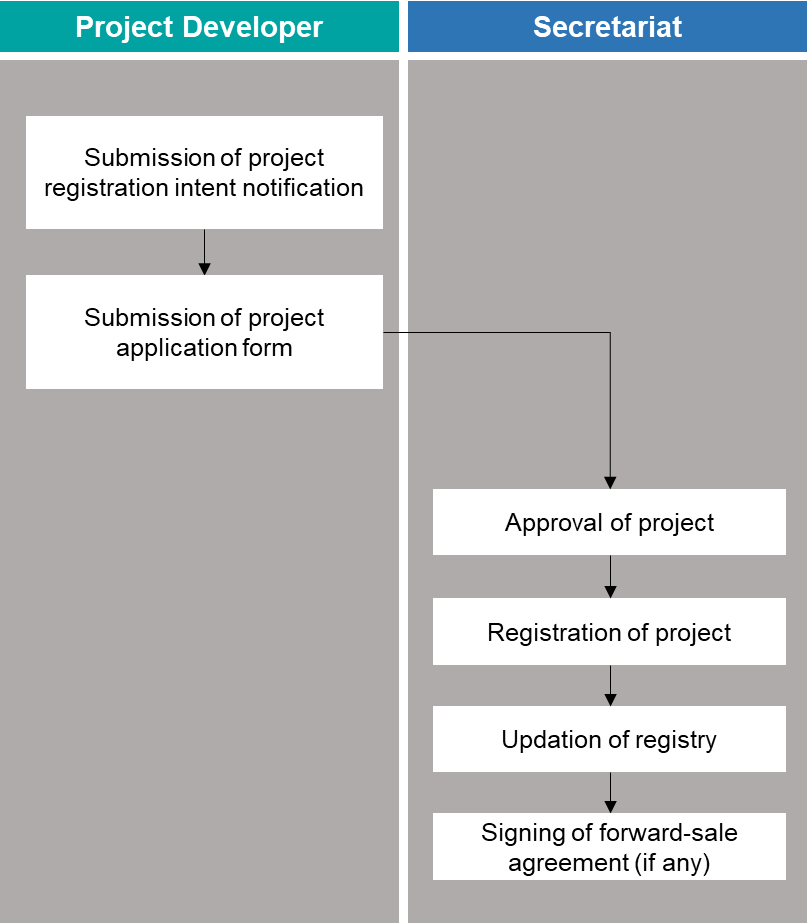 Project Developer
Secretariat
Submission of project
registration intent notification
Submission of project
application form
Approval of project
Registration of project
Updation of registry
Signing of forward-sale
agreement (if any)